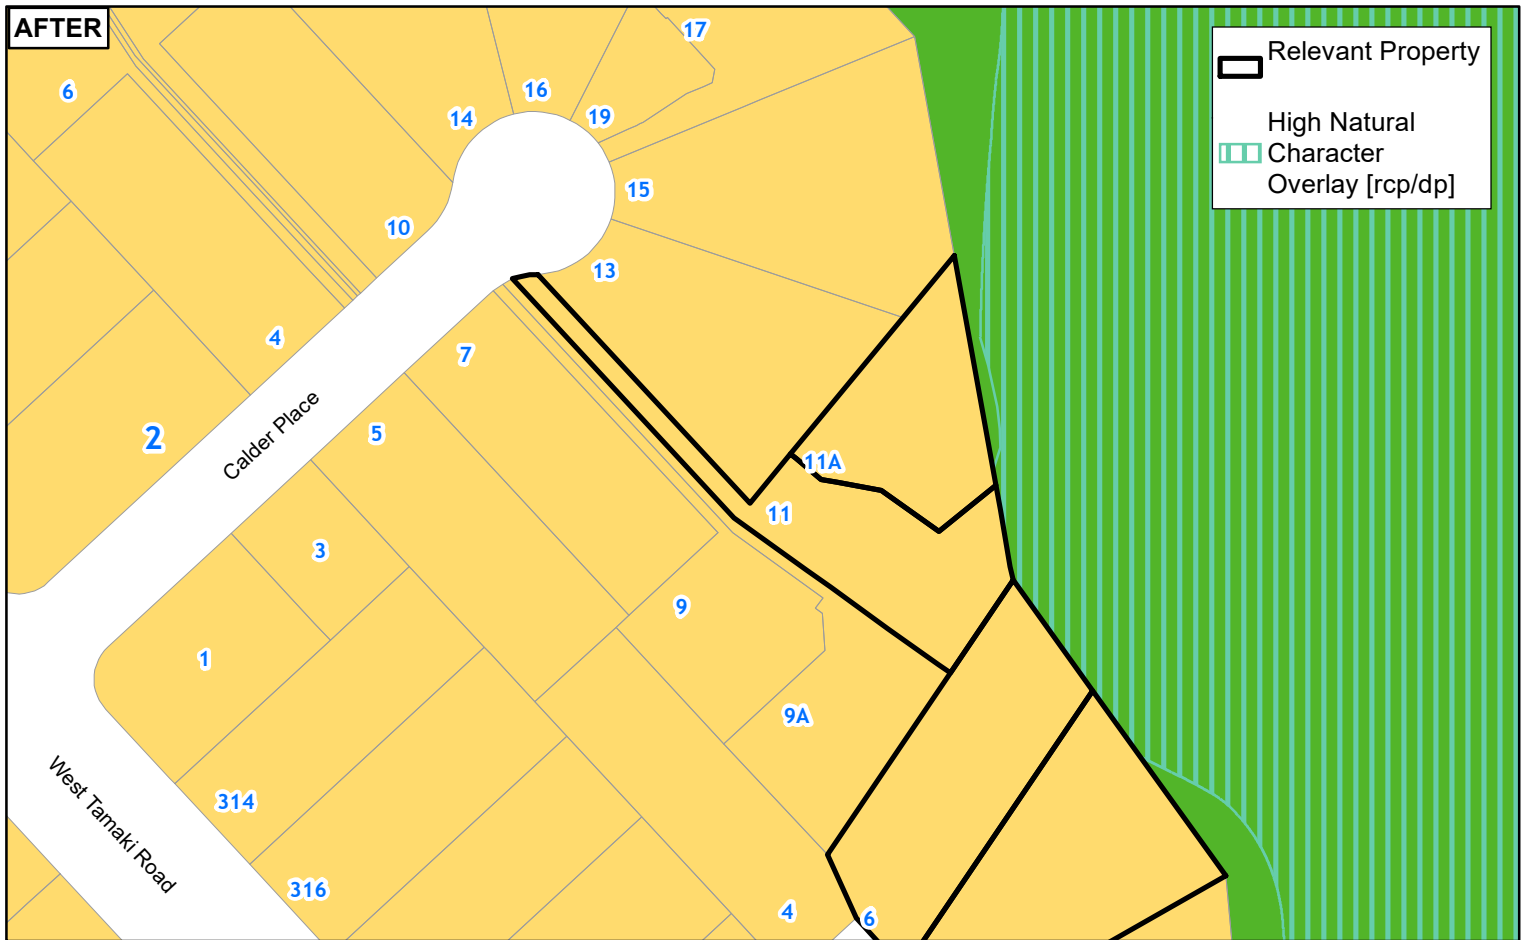 AFTER
17
Relevant Property
6
16
14
19
High Natural
Character
Overlay [rcp/dp]
15
10
13
4
7
2
Calder Place
5
11A
11
3
9
1
9A
West Tamaki Road
314
316
4
6